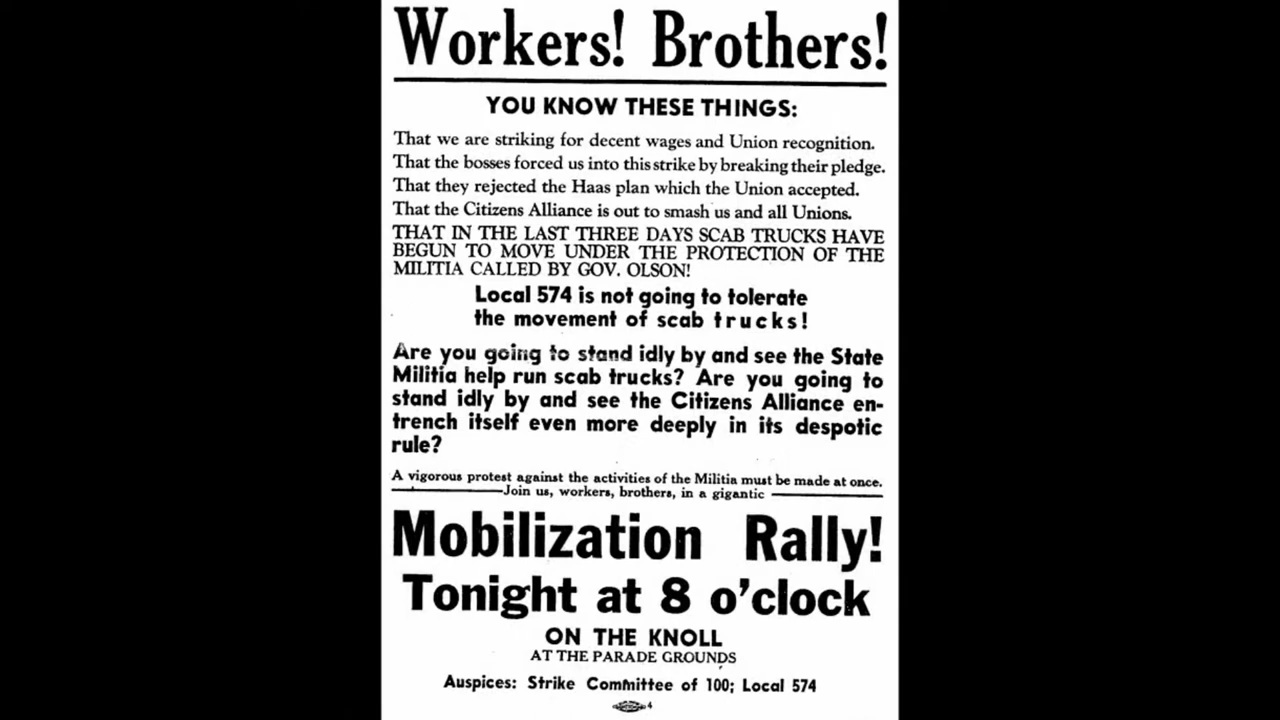 Workers! Brothers!
YOU KNOW THESE THINGS:
That we are striking for decent wages and Union recognition.
That the bosses forced us into this strike by breaking their pledge.
That they rejected the Haas plan which the Union accepted.
That the Citizens Alliance is out to smash us and all Unions.
THAT IN THE LAST THREE DAYS SCAB TRUCKS HAVE
BEGUN TO MOVE UNDER THE PROTECTION OF THE
MILITIA CALLED BY GOV. OLSON!
Local 574 is not going to tolerate
the movement of scab trucks!
Are you going to stand idly by and see the State
Militia help run scab trucks? Are you going to
stand idly by and see the Citizens Alliance en-
trench itself even more deeply in its despotic
rule?
A vigorous protest against the activities of the Militia must be made at once.
Join us, workers, brothers, in a gigantic
Mobilization Rally!
Tonight at 8 o'clock
ON THE KNOLL
AT THE PARADE GROUNDS
Auspices: Strike Committee of 100; Local 574
4